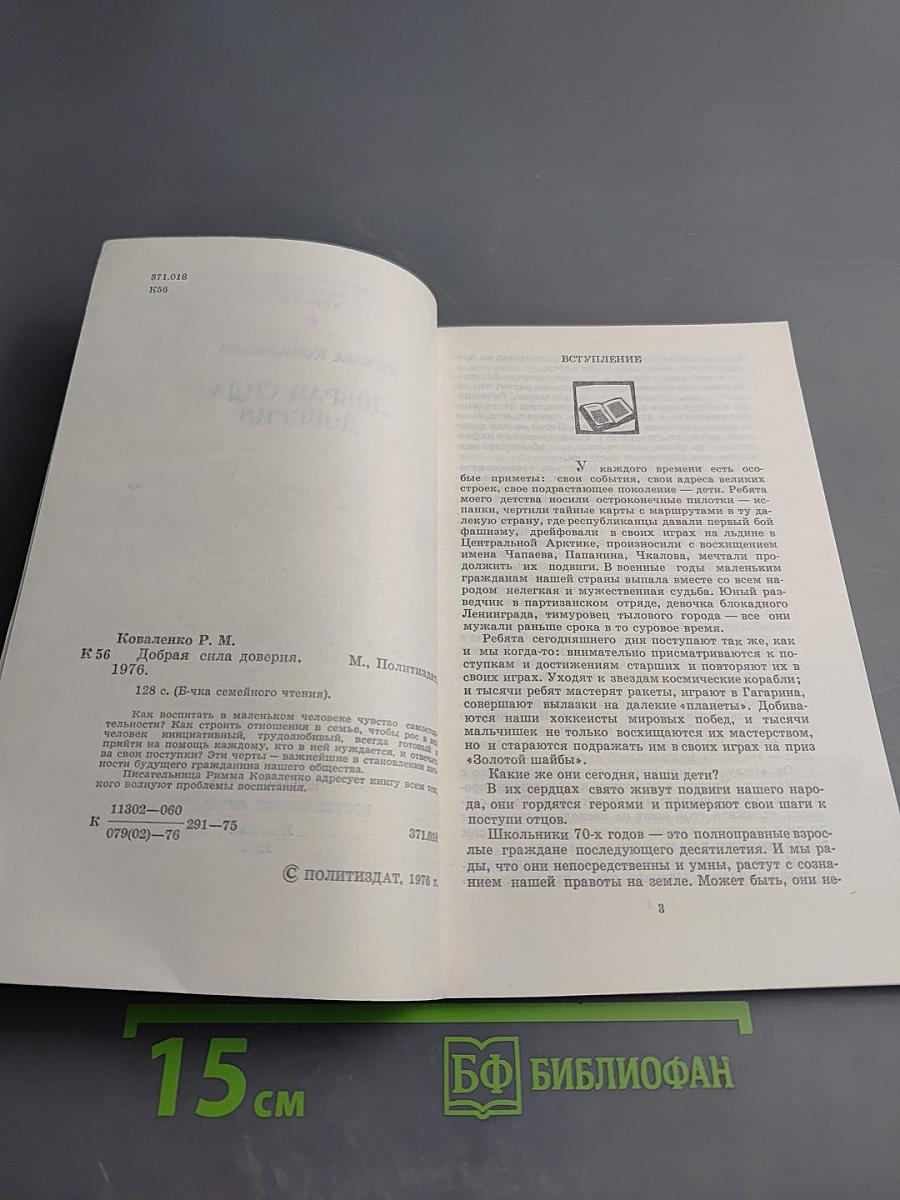 371.018
К56
Коваленко Р. М.
К 56 Добрая сила доверия. М., Политиздат,
1976.
128 с. (Б-чка семейного чтения).
Как воспитать в маленьком человеке чувство
тельности? Как строить отношения в семье, чтобы рос в ней
человек инициативный, трудолюбивый, всегда готовый
прийти на помощь каждому, кто в ней нуждается, и отвечать
за свои поступки? Эти черты — важнейшие в становлении
ности будущего гражданина нашего общества.
Писательница Римма Коваленко адресует книгу всем тем,
кого волнуют проблемы воспитания.
К 11302—060
079(02)—76 291—75
371.018
© ПОЛИТИЗДАТ, 1976 г.
ВСТУПЛЕНИЕ
У каждого времени есть осо-
бые приметы: свои события, свои адреса великих
строек, свое подрастающее поколение — дети. Ребята
моего детства носили остроконечные пилотки — ис-
панки, чертили тайные карты с маршрутами в ту да-
лекую страну, где республиканцы давали первый бой
фашизму, дрейфовали в своих играх на льдине в
Центральной Арктике, произносили с восхищением
имена Чапаева, Папанина, Чкалова, мечтали про-
должить их подвиги. В военные годы маленьким
гражданам нашей страны выпала вместе со всем на-
родом нелегкая и мужественная судьба. Юный раз-
ведчик в партизанском отряде, девочка блокадного
Ленинграда, тимуровец тылового города — все они
мужали раньше срока в то суровое время.
Ребята сегодняшнего дня поступают так же, как
и мы когда-то: внимательно присматриваются к по-
ступкам и достижениям старших и повторяют их в
своих играх. Уходят к звездам космические корабли;
и тысячи ребят мастерят ракеты, играют в Гагарина,
совершают вылазки на далекие «планеты». Добива-
ются наши хоккеисты мировых побед, и тысячи
мальчишек не только восхищаются их мастерством,
но и стараются подражать им в своих играх на приз
«Золотой шайбы».
Какие же они сегодня, наши дети?
В их сердцах свято живут подвиги нашего наро-
да, они гордятся героями и примеряют свои шаги к
поступи отцов.
Школьники 70-х годов — это полноправные взрос-
лые граждане последующего десятилетия. И мы ра-
ды, что они непосредственны и умны, растут с созна-
нием нашей правоты на земле. Может быть, они не-
3
15 см
БФ БИБЛИОФАН